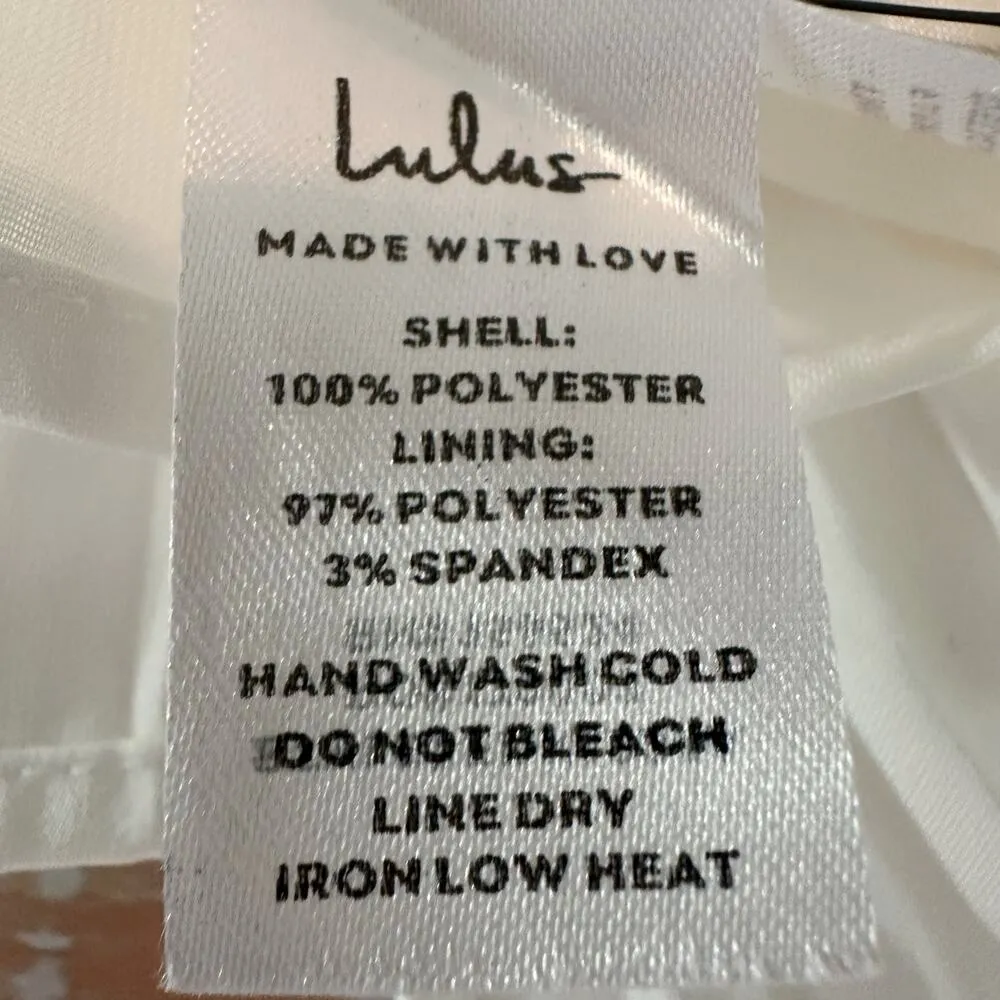 Lulus
MADE WITH LOVE
SHELL:
100% POLYESTER
LINING:
97% POLYESTER
3% SPANDEX
HAND WASH COLD
DO NOT BLEACH
LINE DRY
IRON LOW HEAT